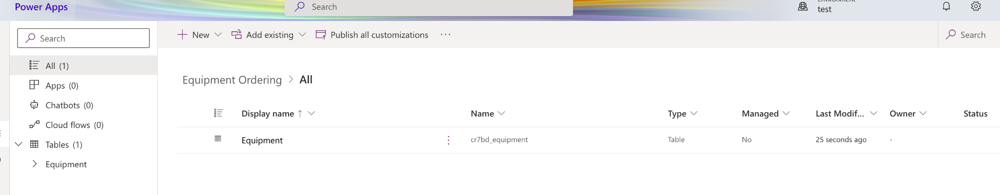 Power Apps
Search
Environment
test
Search
New
Add existing
Publish all customizations
Search
All (1)
Apps (0)
Chatbots (0)
Cloud flows (0)
Tables (1)
Equipment
Equipment Ordering > All
Display name ↑
Name
Type
Managed
Last Modif...
Owner
Status
Equipment
cr7bd_equipment
Table
No
25 seconds ago
-